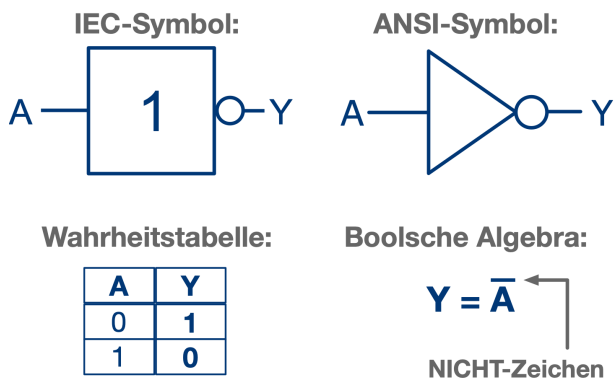 IEC-Symbol:
ANSI-Symbol:
A 1 Y
A Y
Wahrheitstabelle:
A Y
0 1
1 0
Boolsche Algebra:
Y = A̅
NICHT-Zeichen